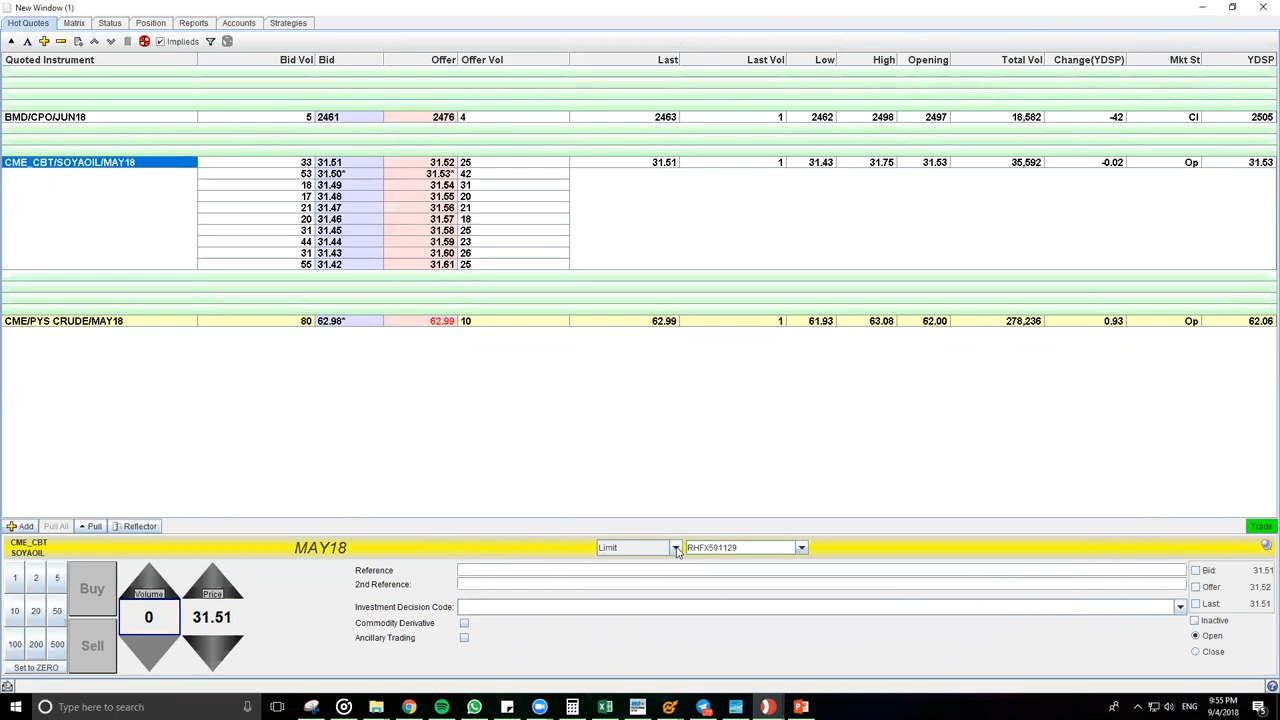 New Window (1)
Hot Quotes Matrix Status Position Reports Accounts Strategies
A Implieds
Quoted Instrument Bid Vol Bid Offer Offer Vol Last Last Vol Low High Opening Total Vol Change(YDSP) Mkt St YDSP
BMD/CPO/JUN18 5 2461 2476 4 2463 1 2462 2498 2497 18,582 -42 Cl 2505
CME_CBT/SOYAOIL/MAY18 33 31.51 31.52 25 31.51 1 31.43 31.75 31.53 35,592 -0.02 Op 31.53
53 31.50* 31.53* 42
18 31.49 31.54 31
17 31.48 31.55 20
21 31.47 31.56 21
20 31.46 31.57 18
31 31.45 31.58 25
44 31.44 31.59 23
31 31.43 31.60 26
55 31.42 31.61 25
CME/PYS CRUDE/MAY18 80 62.98* 62.99 10 62.99 1 61.93 63.08 62.00 278,236 0.93 Op 62.06
Add Pull All Pull Reflector Trade
CME_CBT
SOYAOIL
MAY18 Limit RHFX591129
1 2 5
10 20 50
100 200 500
Set to ZERO
Buy
Sell
Volume
0
Price
31.51
Reference
2nd Reference:
Investment Decision Code:
Commodity Derivative
Ancillary Trading
Bid: 31.51
Offer: 31.52
Last: 31.51
Inactive
Open
Close
Type here to search
ENG
9:55 PM
9/4/2018